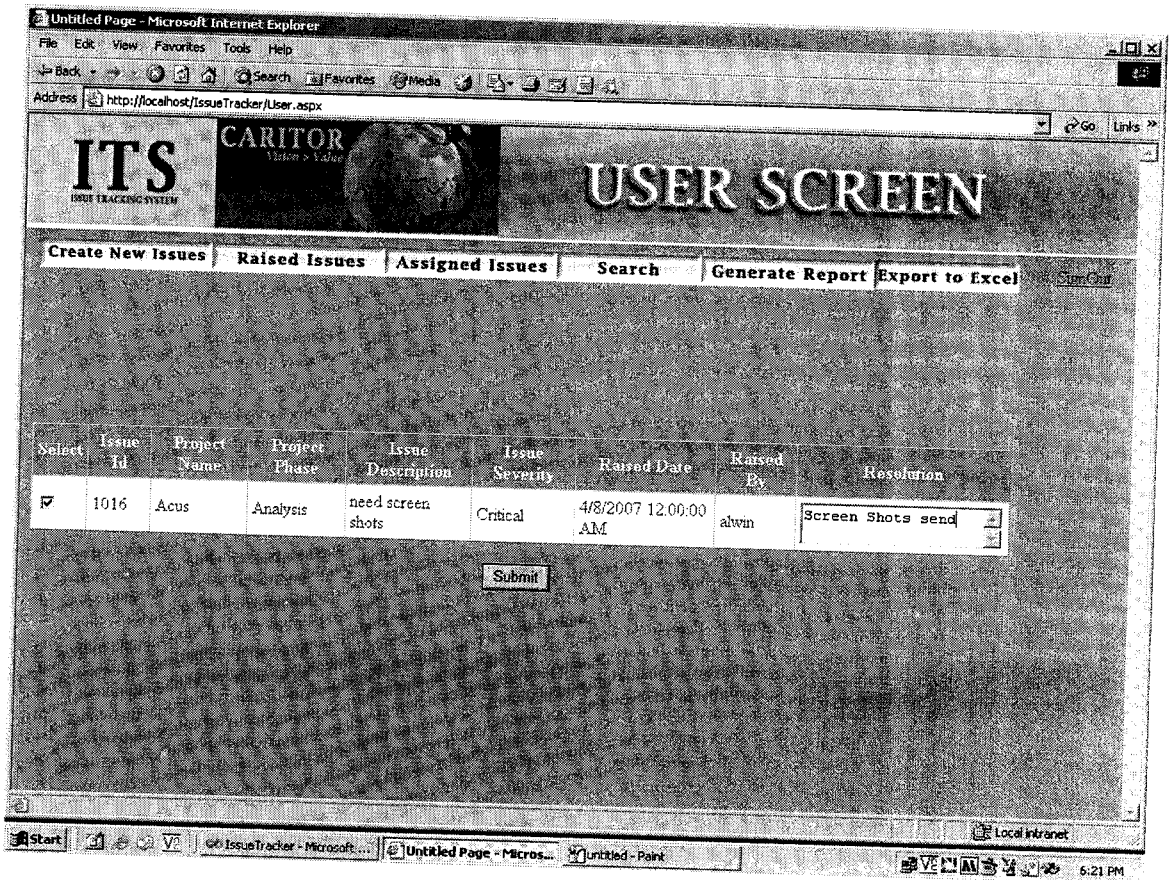 Untitled Page - Microsoft Internet Explorer
File Edit View Favorites Tools Help
Back Search Favorites Media
Address http://localhost/IssueTracker/User.aspx Go Links »
ITS
ISSUE TRACKING SYSTEM
CARITOR
Vision > Value
USER SCREEN
Create New Issues Raised Issues Assigned Issues Search Generate Report Export to Excel SignOut
Select Issue Id Project Name Project Phase Issue Description Issue Severity Raised Date Raised By Resolution
1016 Acus Analysis need screen shots Critical 4/8/2007 12:00:00 AM alwin Screen Shots send
Submit
Local intranet
Start IssueTracker - Microsoft ... Untitled Page - Micros... untitled - Paint 6:21 PM